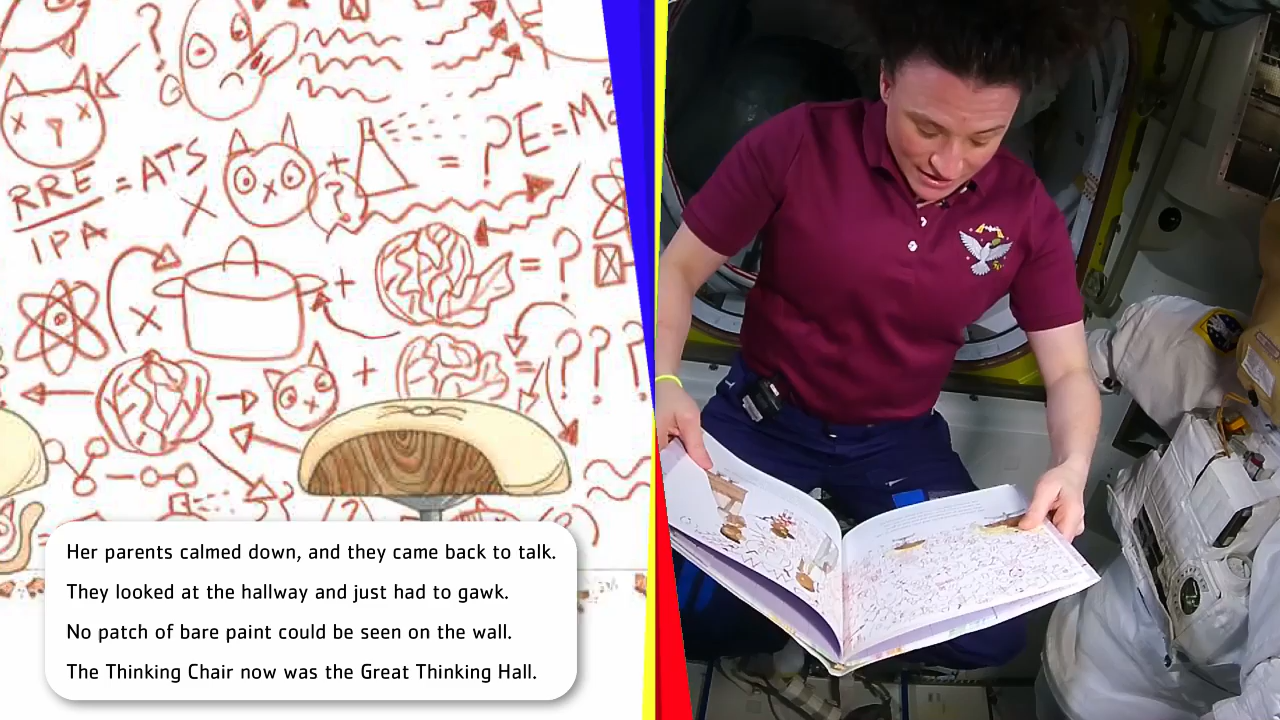 ?
RRE = ATS
IPA
+ = ? E = M
?
+ = ?
+ = ? ? ?
Her parents calmed down, and they came back to talk.
They looked at the hallway and just had to gawk.
No patch of bare paint could be seen on the wall.
The Thinking Chair now was the Great Thinking Hall.